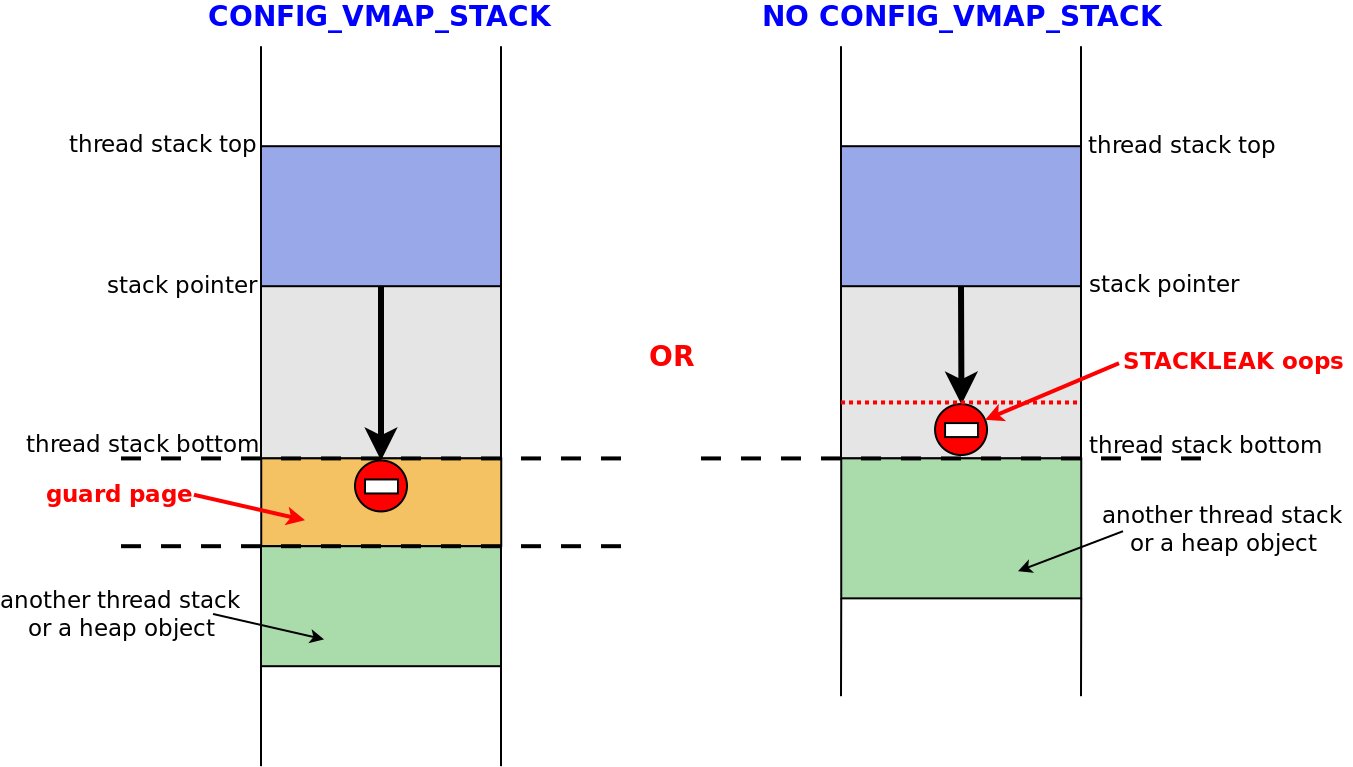 CONFIG_VMAP_STACK
NO CONFIG_VMAP_STACK
thread stack top
thread stack top
stack pointer
stack pointer
OR
STACKLEAK oops
thread stack bottom
thread stack bottom
guard page
another thread stack
or a heap object
another thread stack
or a heap object